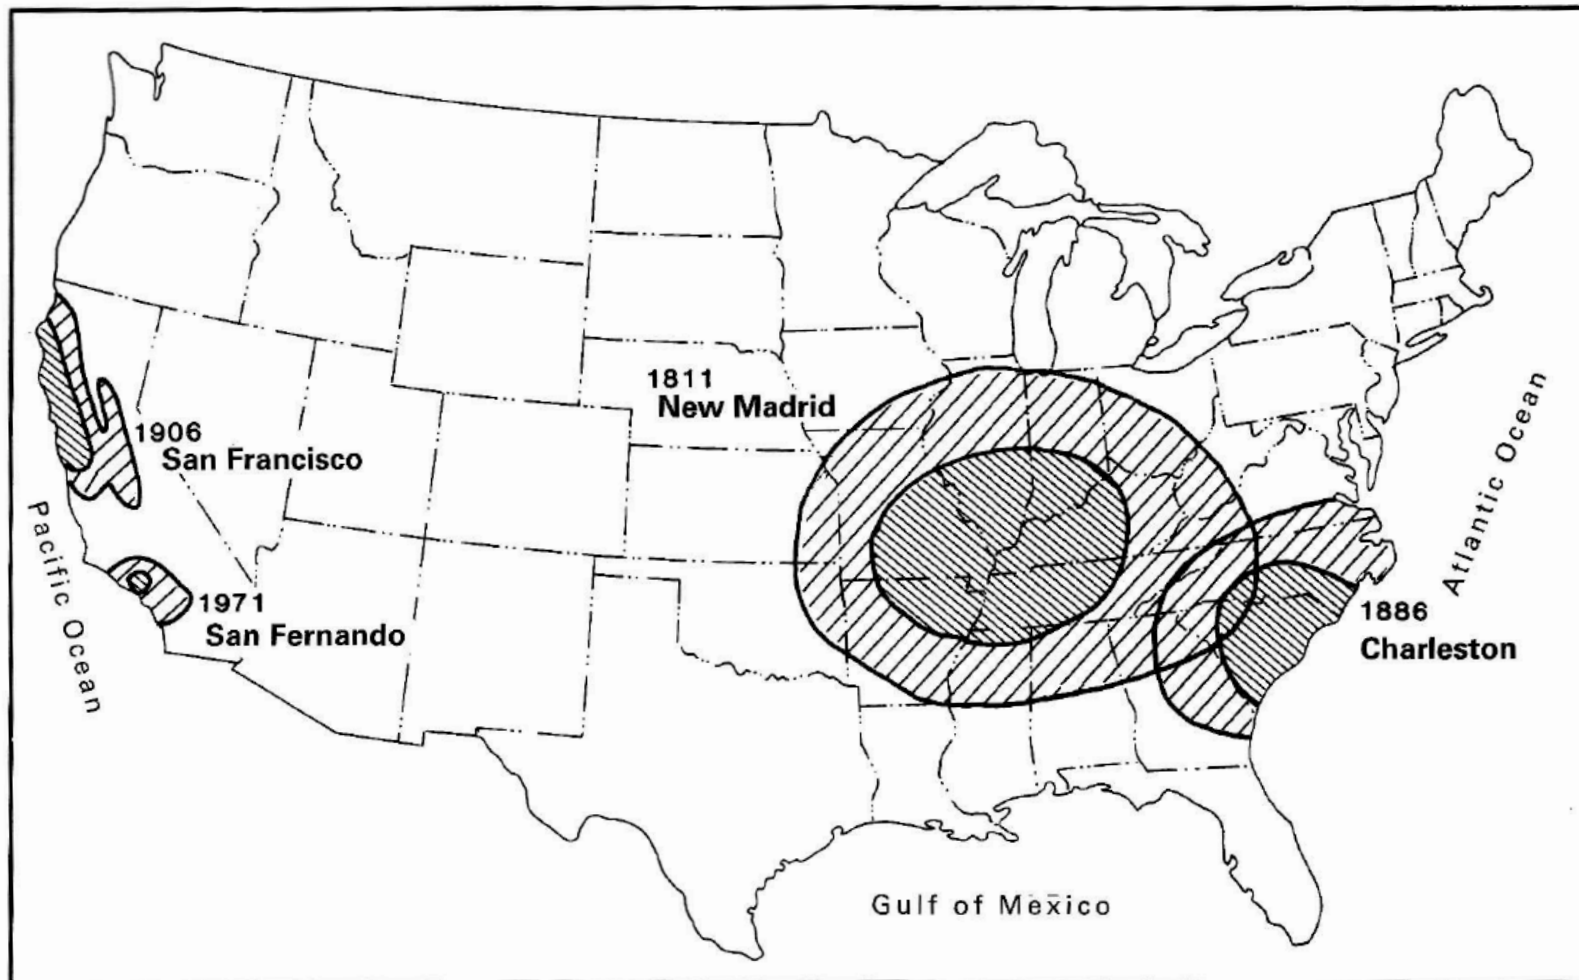 1811
New Madrid
1906
San Francisco
Pacific Ocean
1971
San Fernando
Atlantic Ocean
1886
Charleston
Gulf of Mexico